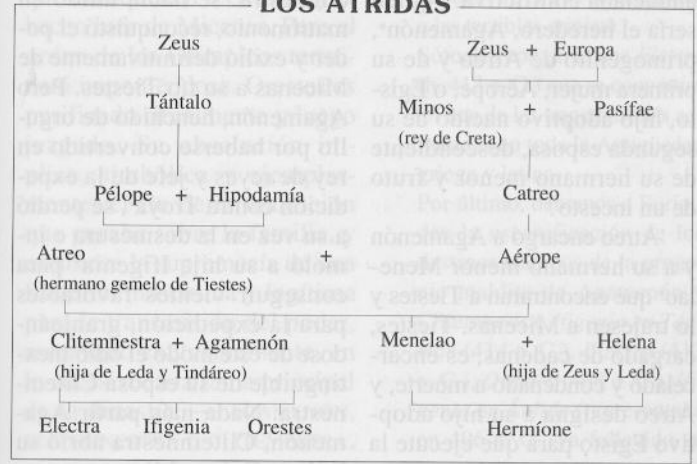 LOS ATRIDAS
Zeus
Zeus + Europa
Tántalo
Minos + Pasífae
(rey de Creta)
Pélope + Hipodamía
Catreo
Atreo + Aérope
(hermano gemelo de Tiestes)
Clitemnestra + Agamenón
Menelao + Helena
(hija de Leda y Tindáreo)
(hija de Zeus y Leda)
Electra Ifigenia Orestes
Hermíone